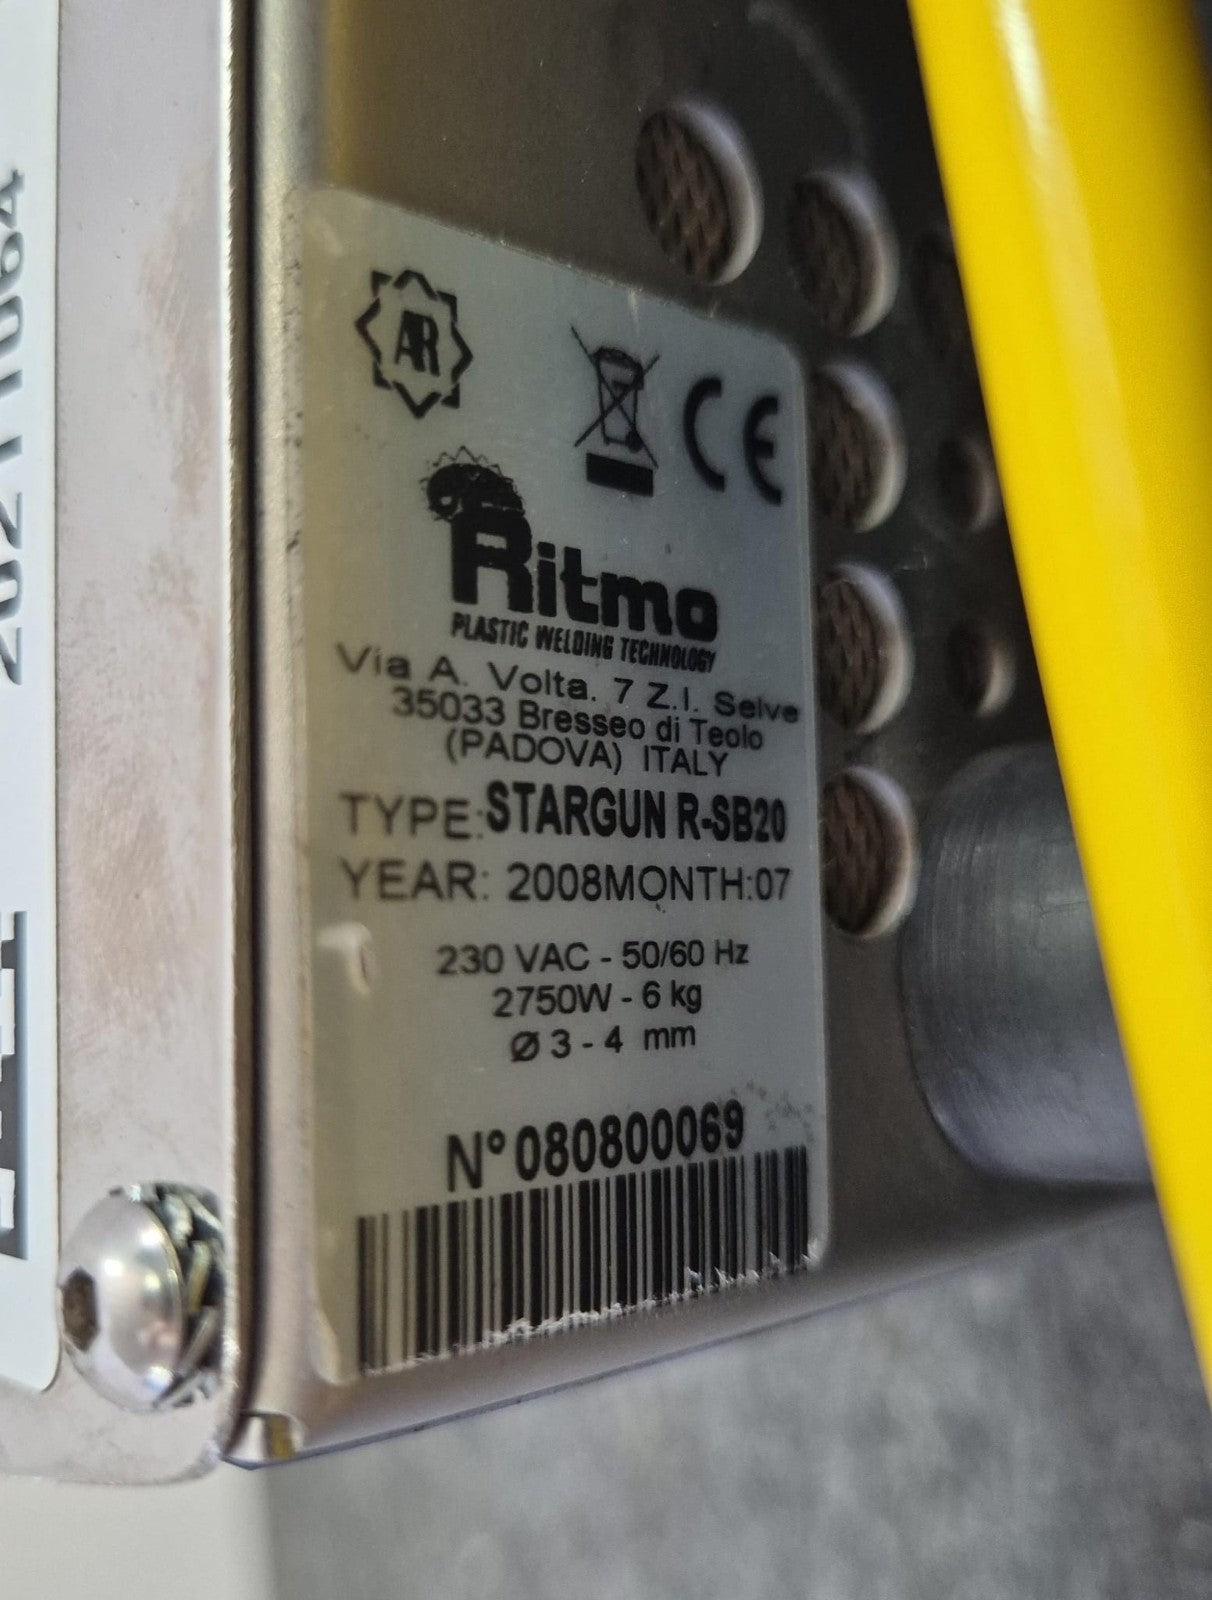 AR
CE
Ritmo
PLASTIC WELDING TECHNOLOGY
Via A. Volta. 7 Z.I. Selve
35033 Bresseo di Teolo
(PADOVA) ITALY
TYPE: STARGUN R-SB20
YEAR: 2008MONTH:07
230 VAC - 50/60 Hz
2750W - 6 kg
Ø 3 - 4 mm
N° 080800069